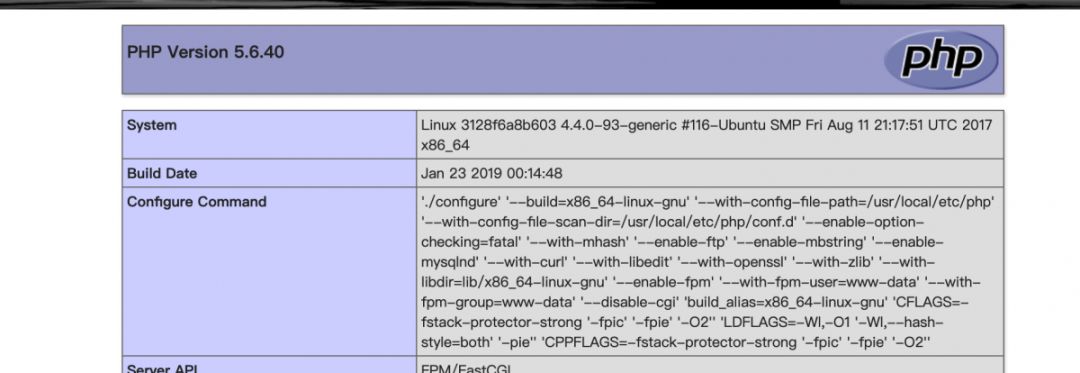 PHP Version 5.6.40
php
System
Linux 3128f6a8b603 4.4.0-93-generic #116-Ubuntu SMP Fri Aug 11 21:17:51 UTC 2017
x86_64
Build Date
Jan 23 2019 00:14:48
Configure Command
'./configure' '--build=x86_64-linux-gnu' '--with-config-file-path=/usr/local/etc/php'
'--with-config-file-scan-dir=/usr/local/etc/php/conf.d' '--enable-option-
checking=fatal' '--with-mhash' '--enable-ftp' '--enable-mbstring' '--enable-
mysqlnd' '--with-curl' '--with-libedit' '--with-openssl' '--with-zlib' '--with-
libdir=lib/x86_64-linux-gnu' '--enable-fpm' '--with-fpm-user=www-data' '--with-
fpm-group=www-data' '--disable-cgi' 'build_alias=x86_64-linux-gnu' 'CFLAGS=-
fstack-protector-strong '-fpic' '-fpie' '-O2'' 'LDFLAGS=-Wl,-O1 '-Wl,--hash-
style=both' '-pie'' 'CPPFLAGS=-fstack-protector-strong '-fpic' '-fpie' '-O2''
Server API
FPM/FastCGI